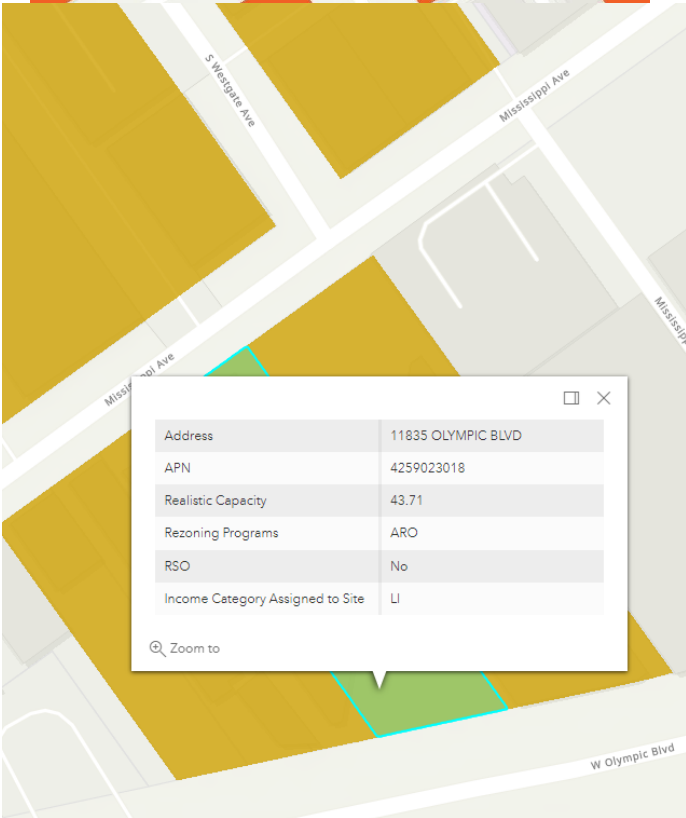 S Westgate Ave
Mississippi Ave
Mississippi Ave
Address 11835 OLYMPIC BLVD
APN 4259023018
Realistic Capacity 43.71
Rezoning Programs ARO
RSO No
Income Category Assigned to Site LI
Zoom to
W Olympic Blvd